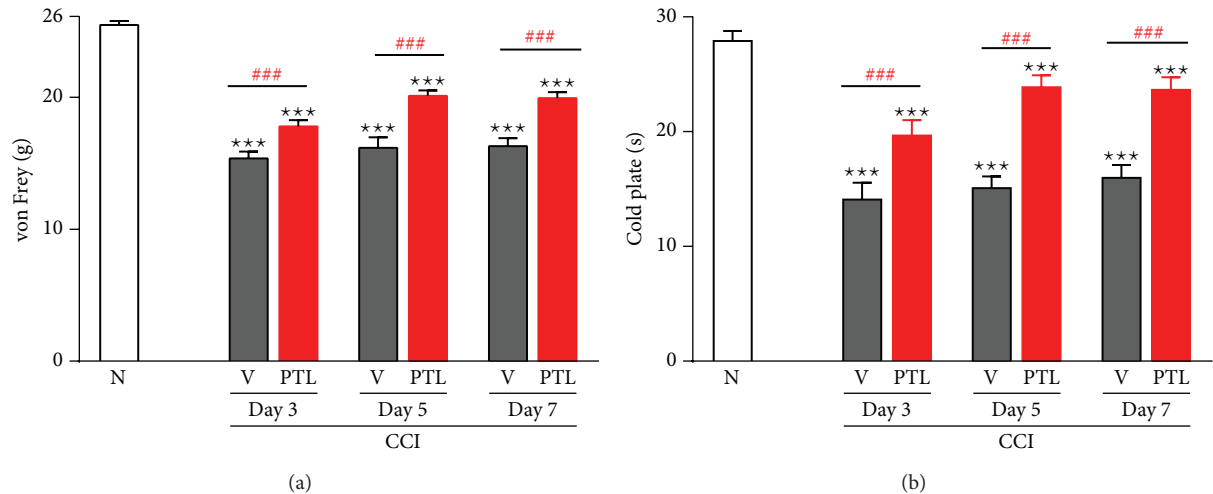 von Frey (g)
26
20
10
0
***
***
###
***
***
###
***
***
###
N
V PTL V PTL V PTL
Day 3 Day 5 Day 7
CCI
(a)
Cold plate (s)
30
20
10
0
***
***
###
***
***
###
***
***
###
N
V PTL V PTL V PTL
Day 3 Day 5 Day 7
CCI
(b)